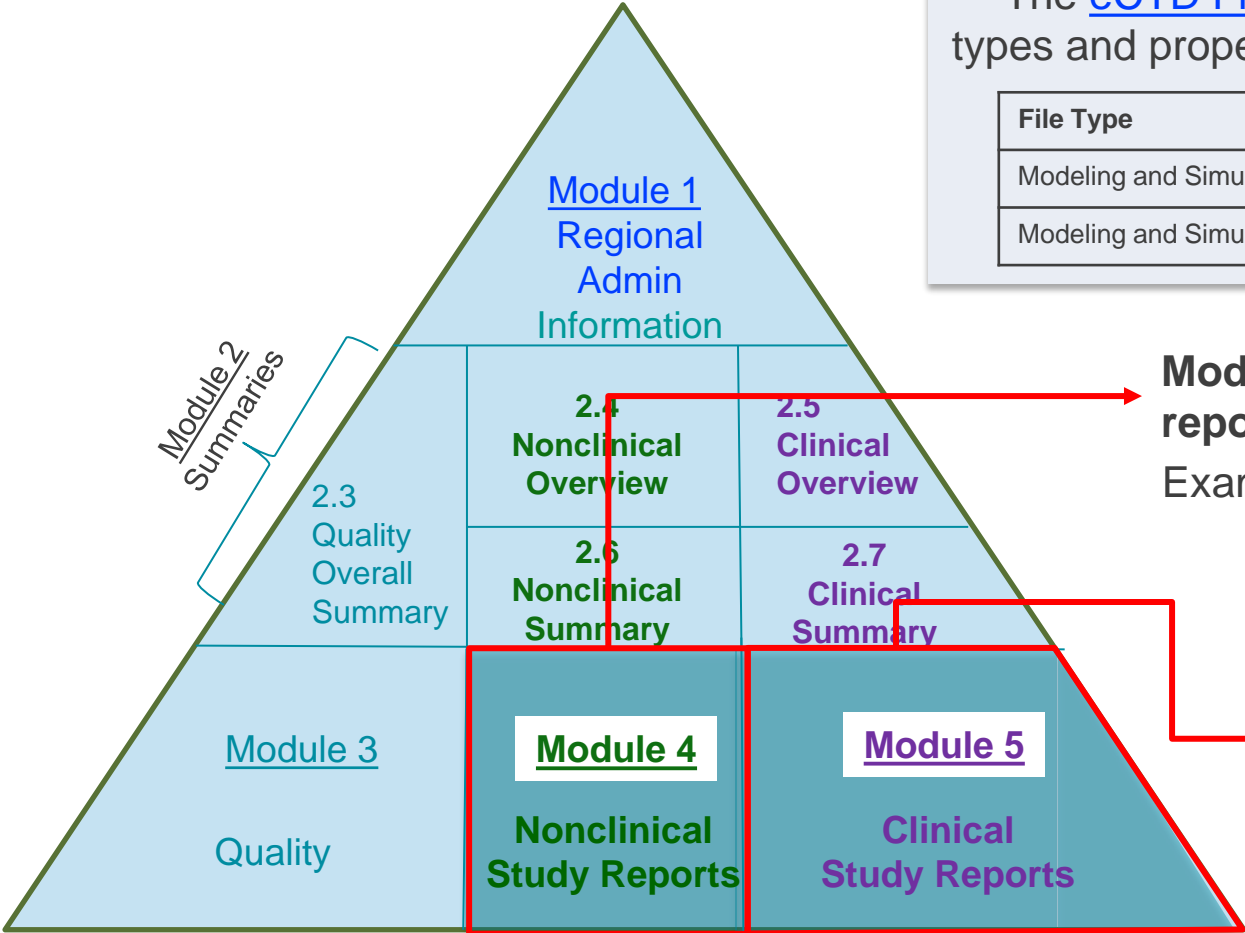 types and prope
File Type
Modeling and Simu
Modeling and Simu
Module 1
Regional
Admin
Information
Module 2
Summaries
2.3
Quality
Overall
Summary
2.4
Nonclinical
Overview
2.5
Clinical
Overview
2.6
Nonclinical
Summary
2.7
Clinical
Summary
Mod
repo
Exam
Module 3
Quality
Module 4
Nonclinical
Study Reports
Module 5
Clinical
Study Reports